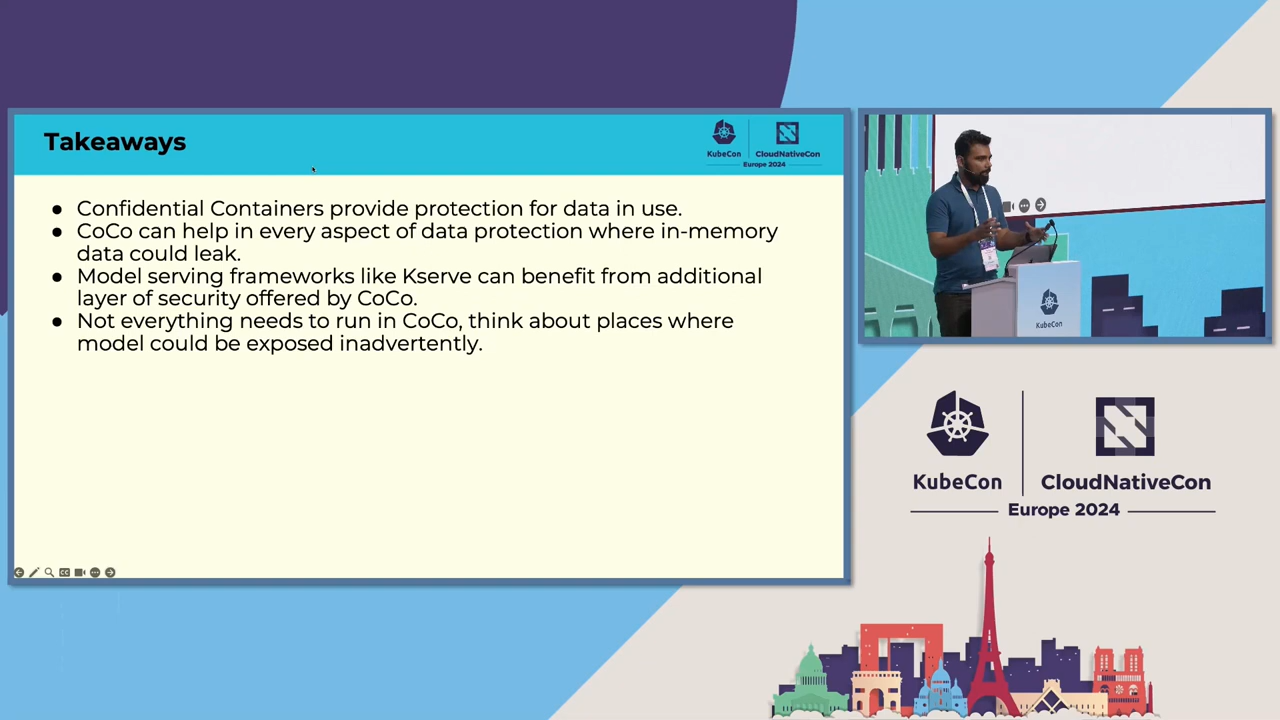 Takeaways
KubeCon
CloudNativeCon
Europe 2024
● Confidential Containers provide protection for data in use.
● CoCo can help in every aspect of data protection where in-memory
data could leak.
● Model serving frameworks like Kserve can benefit from additional
layer of security offered by CoCo.
● Not everything needs to run in CoCo, think about places where
model could be exposed inadvertently.
KubeCon
KubeCon
CloudNativeCon
Europe 2024